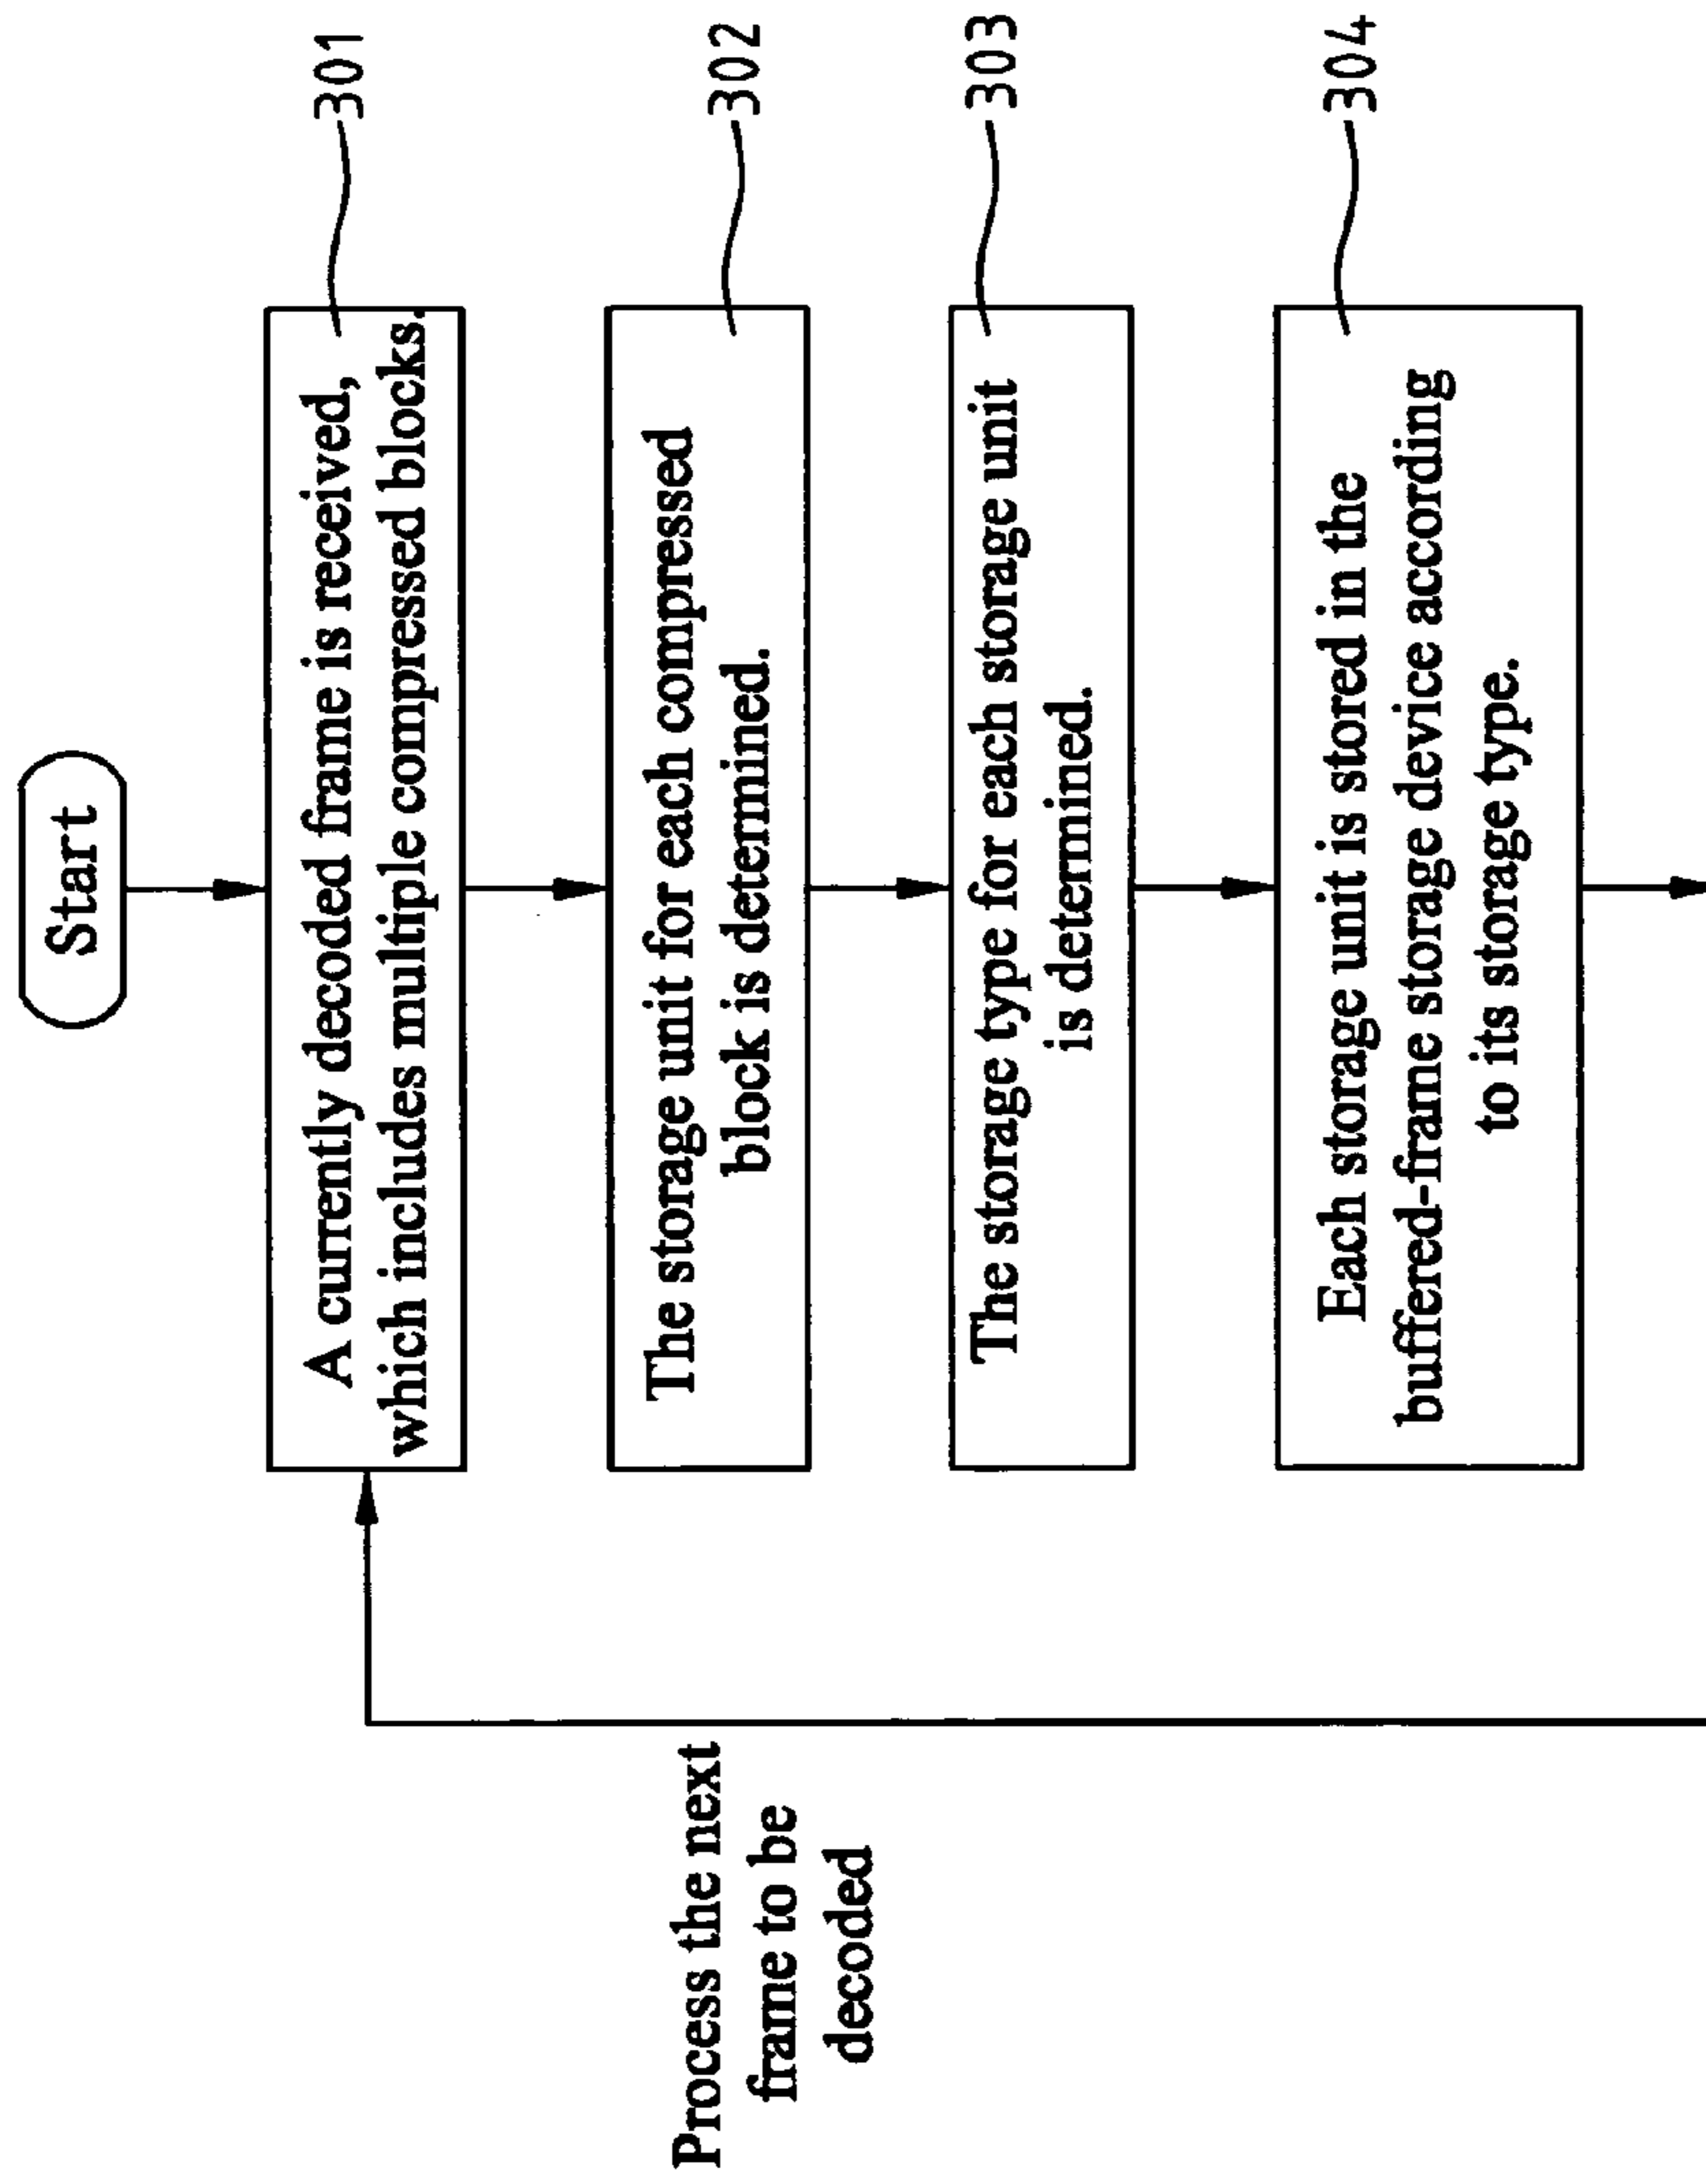 Start
A currently decoded frame is received,
which includes multiple compressed blocks.
301
The storage unit for each compressed
block is determined.
302
The storage type for each storage unit
is determined.
303
Each storage unit is stored in the
buffered-frame storage device according
to its storage type.
304
Process the next
frame to be
decoded